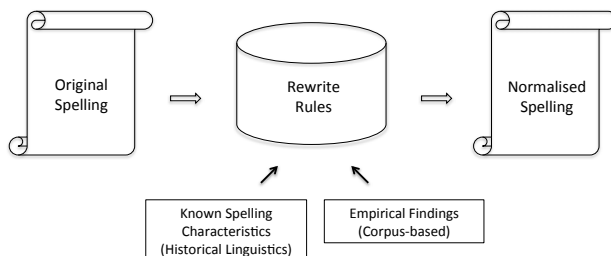 Original
Spelling
Rewrite
Rules
Normalised
Spelling
Known Spelling
Characteristics
(Historical Linguistics)
Empirical Findings
(Corpus-based)